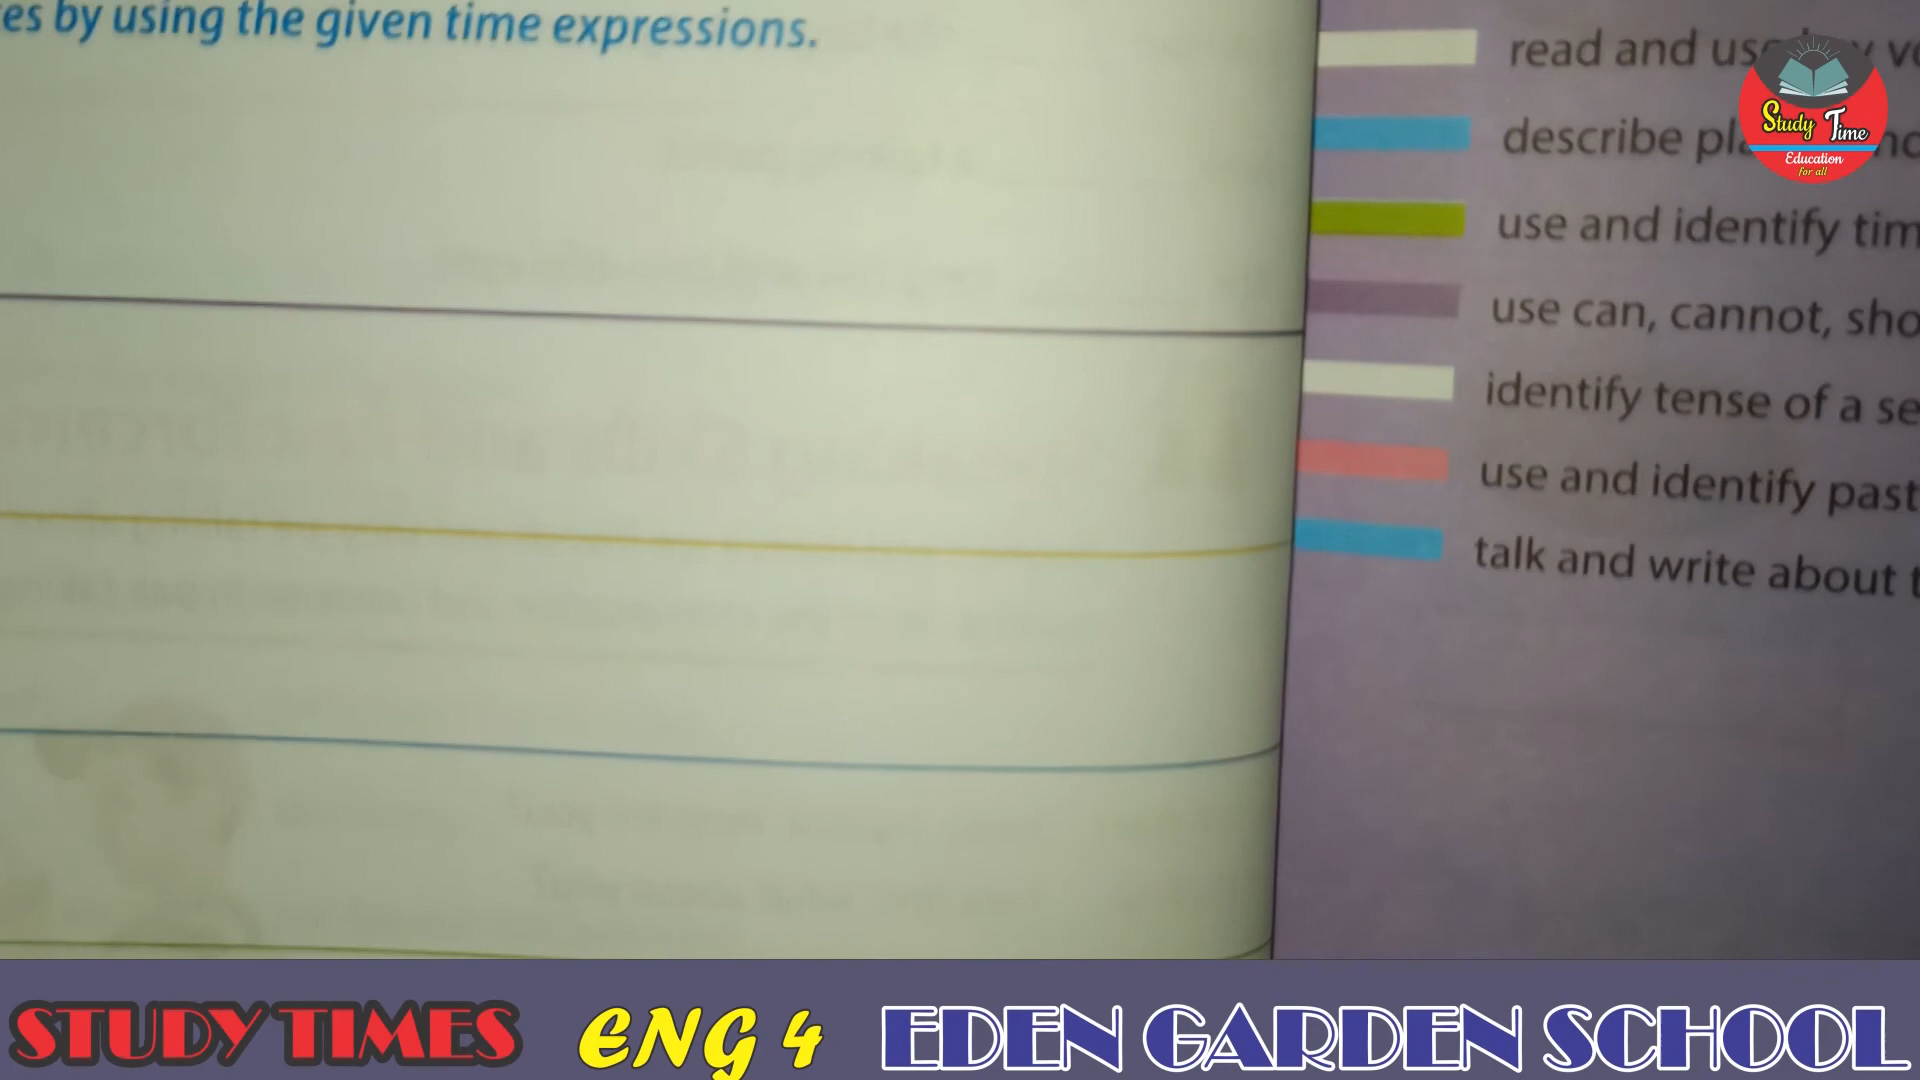 es by using the given time expressions.
read and use
describe
use and identify tim
use can, cannot, sho
identify tense of a se
use and identify past
talk and write about t
Study Time
Education
for all
STUDY TIMES ENG 4 EDEN GARDEN SCHOOL